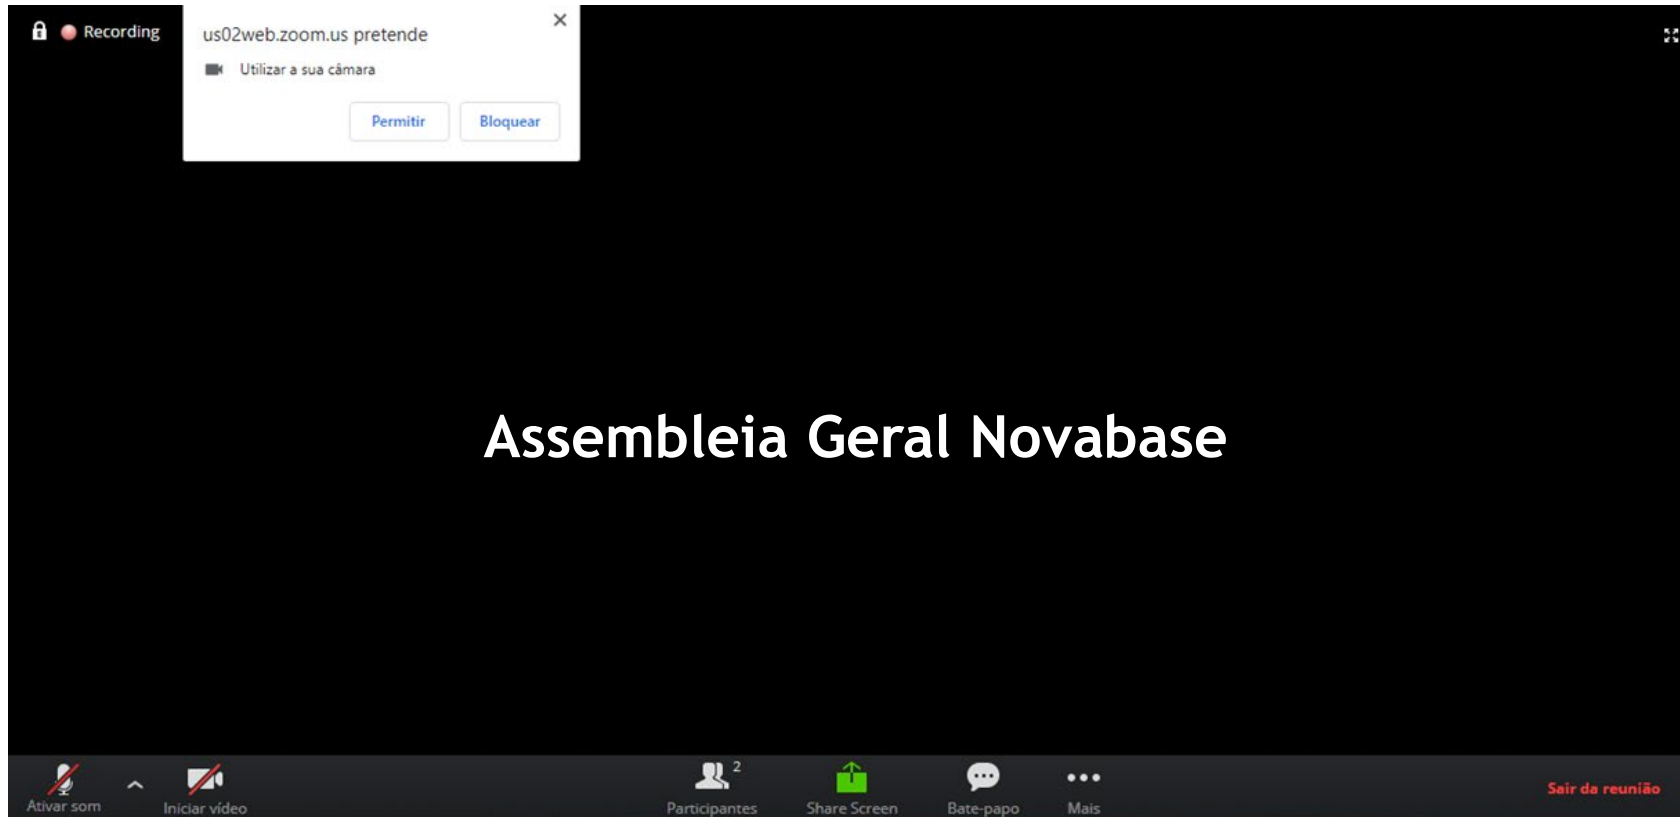 Recording
us02web.zoom.us pretende
Utilizar a sua câmara
Permitir Bloquear
Assembleia Geral Novabase
2
Ativar som Iniciar vídeo Participantes Share Screen Bate-papo Mais Sair da reunião